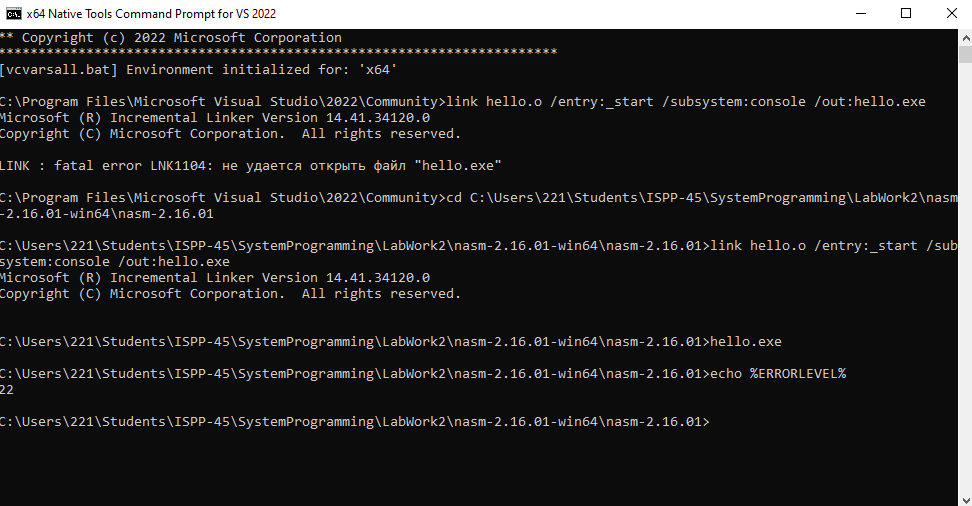 x64 Native Tools Command Prompt for VS 2022
** Copyright (c) 2022 Microsoft Corporation
**********************************************************************
[vcvarsall.bat] Environment initialized for: 'x64'
C:\Program Files\Microsoft Visual Studio\2022\Community>link hello.o /entry:_start /subsystem:console /out:hello.exe
Microsoft (R) Incremental Linker Version 14.41.34120.0
Copyright (C) Microsoft Corporation.  All rights reserved.
LINK : fatal error LNK1104: не удается открыть файл "hello.exe"
C:\Program Files\Microsoft Visual Studio\2022\Community>cd C:\Users\221\Students\ISPP-45\SystemProgramming\LabWork2\nasm
-2.16.01-win64\nasm-2.16.01
C:\Users\221\Students\ISPP-45\SystemProgramming\LabWork2\nasm-2.16.01-win64\nasm-2.16.01>link hello.o /entry:_start /sub
system:console /out:hello.exe
Microsoft (R) Incremental Linker Version 14.41.34120.0
Copyright (C) Microsoft Corporation.  All rights reserved.
C:\Users\221\Students\ISPP-45\SystemProgramming\LabWork2\nasm-2.16.01-win64\nasm-2.16.01>hello.exe
C:\Users\221\Students\ISPP-45\SystemProgramming\LabWork2\nasm-2.16.01-win64\nasm-2.16.01>echo %ERRORLEVEL%
22
C:\Users\221\Students\ISPP-45\SystemProgramming\LabWork2\nasm-2.16.01-win64\nasm-2.16.01>